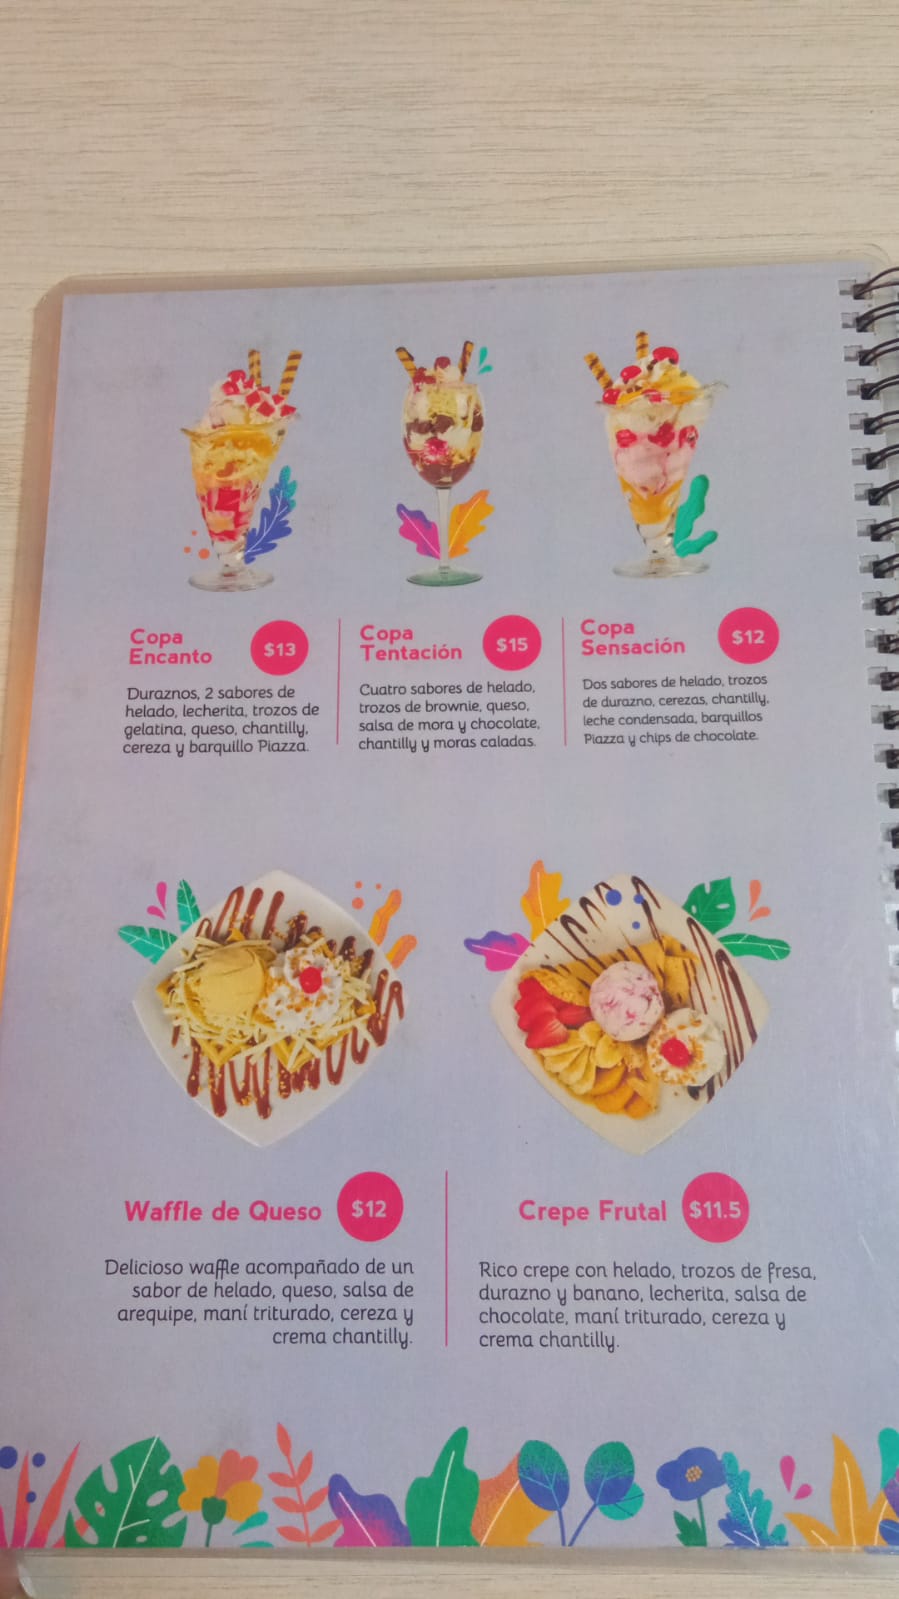 Copa
Encanto
$13
Duraznos, 2 sabores de
helado, lecherita, trozos de
gelatina, queso, chantilly,
cereza y barquillo Piazza.
Copa
Tentación
$15
Cuatro sabores de helado,
trozos de brownie, queso,
salsa de mora y chocolate,
chantilly y moras caladas.
Copa
Sensación
$12
Dos sabores de helado, trozos
de durazno, cerezas, chantilly,
leche condensada, barquillos
Piazza y chips de chocolate.
Waffle de Queso
$12
Delicioso waffle acompañado de un
sabor de helado, queso, salsa de
arequipe, maní triturado, cereza y
crema chantilly.
Crepe Frutal
$11.5
Rico crepe con helado, trozos de fresa,
durazno y banano, lecherita, salsa de
chocolate, maní triturado, cereza y
crema chantilly.